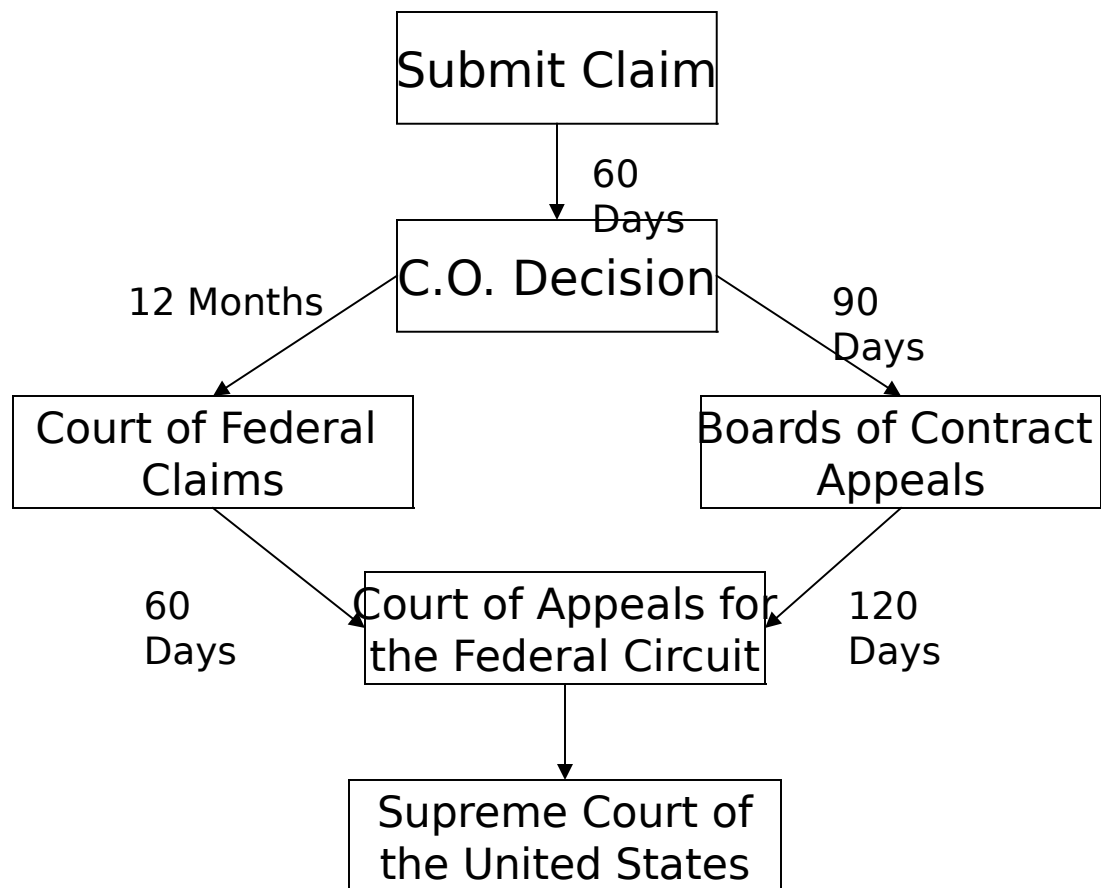 Submit Claim
60
Days
C.O. Decision
12 Months
90
Days
Court of Federal
Claims
Boards of Contract
Appeals
60
Days
Court of Appeals for
the Federal Circuit
120
Days
Supreme Court of
the United States